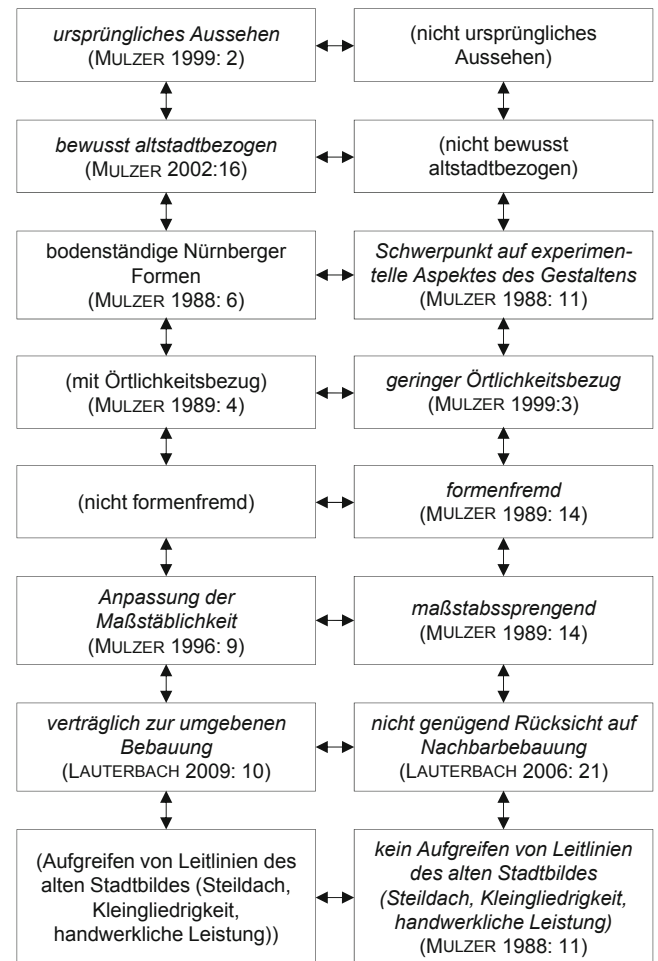 ursprüngliches Aussehen
(MULZER 1999: 2)
(nicht ursprüngliches
Aussehen)
bewusst altstadtbezogen
(MULZER 2002:16)
(nicht bewusst
altstadtbezogen)
bodenständige Nürnberger
Formen
(MULZER 1988: 6)
Schwerpunkt auf experimen-
telle Aspektes des Gestaltens
(MULZER 1988: 11)
(mit Örtlichkeitsbezug)
(MULZER 1989: 4)
geringer Örtlichkeitsbezug
(MULZER 1999:3)
(nicht formenfremd)
formenfremd
(MULZER 1989: 14)
Anpassung der
Maßstäblichkeit
(MULZER 1996: 9)
maßstabssprengend
(MULZER 1989: 14)
verträglich zur umgebenen
Bebauung
(LAUTERBACH 2009: 10)
nicht genügend Rücksicht auf
Nachbarbebauung
(LAUTERBACH 2006: 21)
(Aufgreifen von Leitlinien des
alten Stadtbildes (Steildach,
Kleingliedrigkeit,
handwerkliche Leistung))
kein Aufgreifen von Leitlinien
des alten Stadtbildes
(Steildach, Kleingliedrigkeit,
handwerkliche Leistung)
(MULZER 1988: 11)